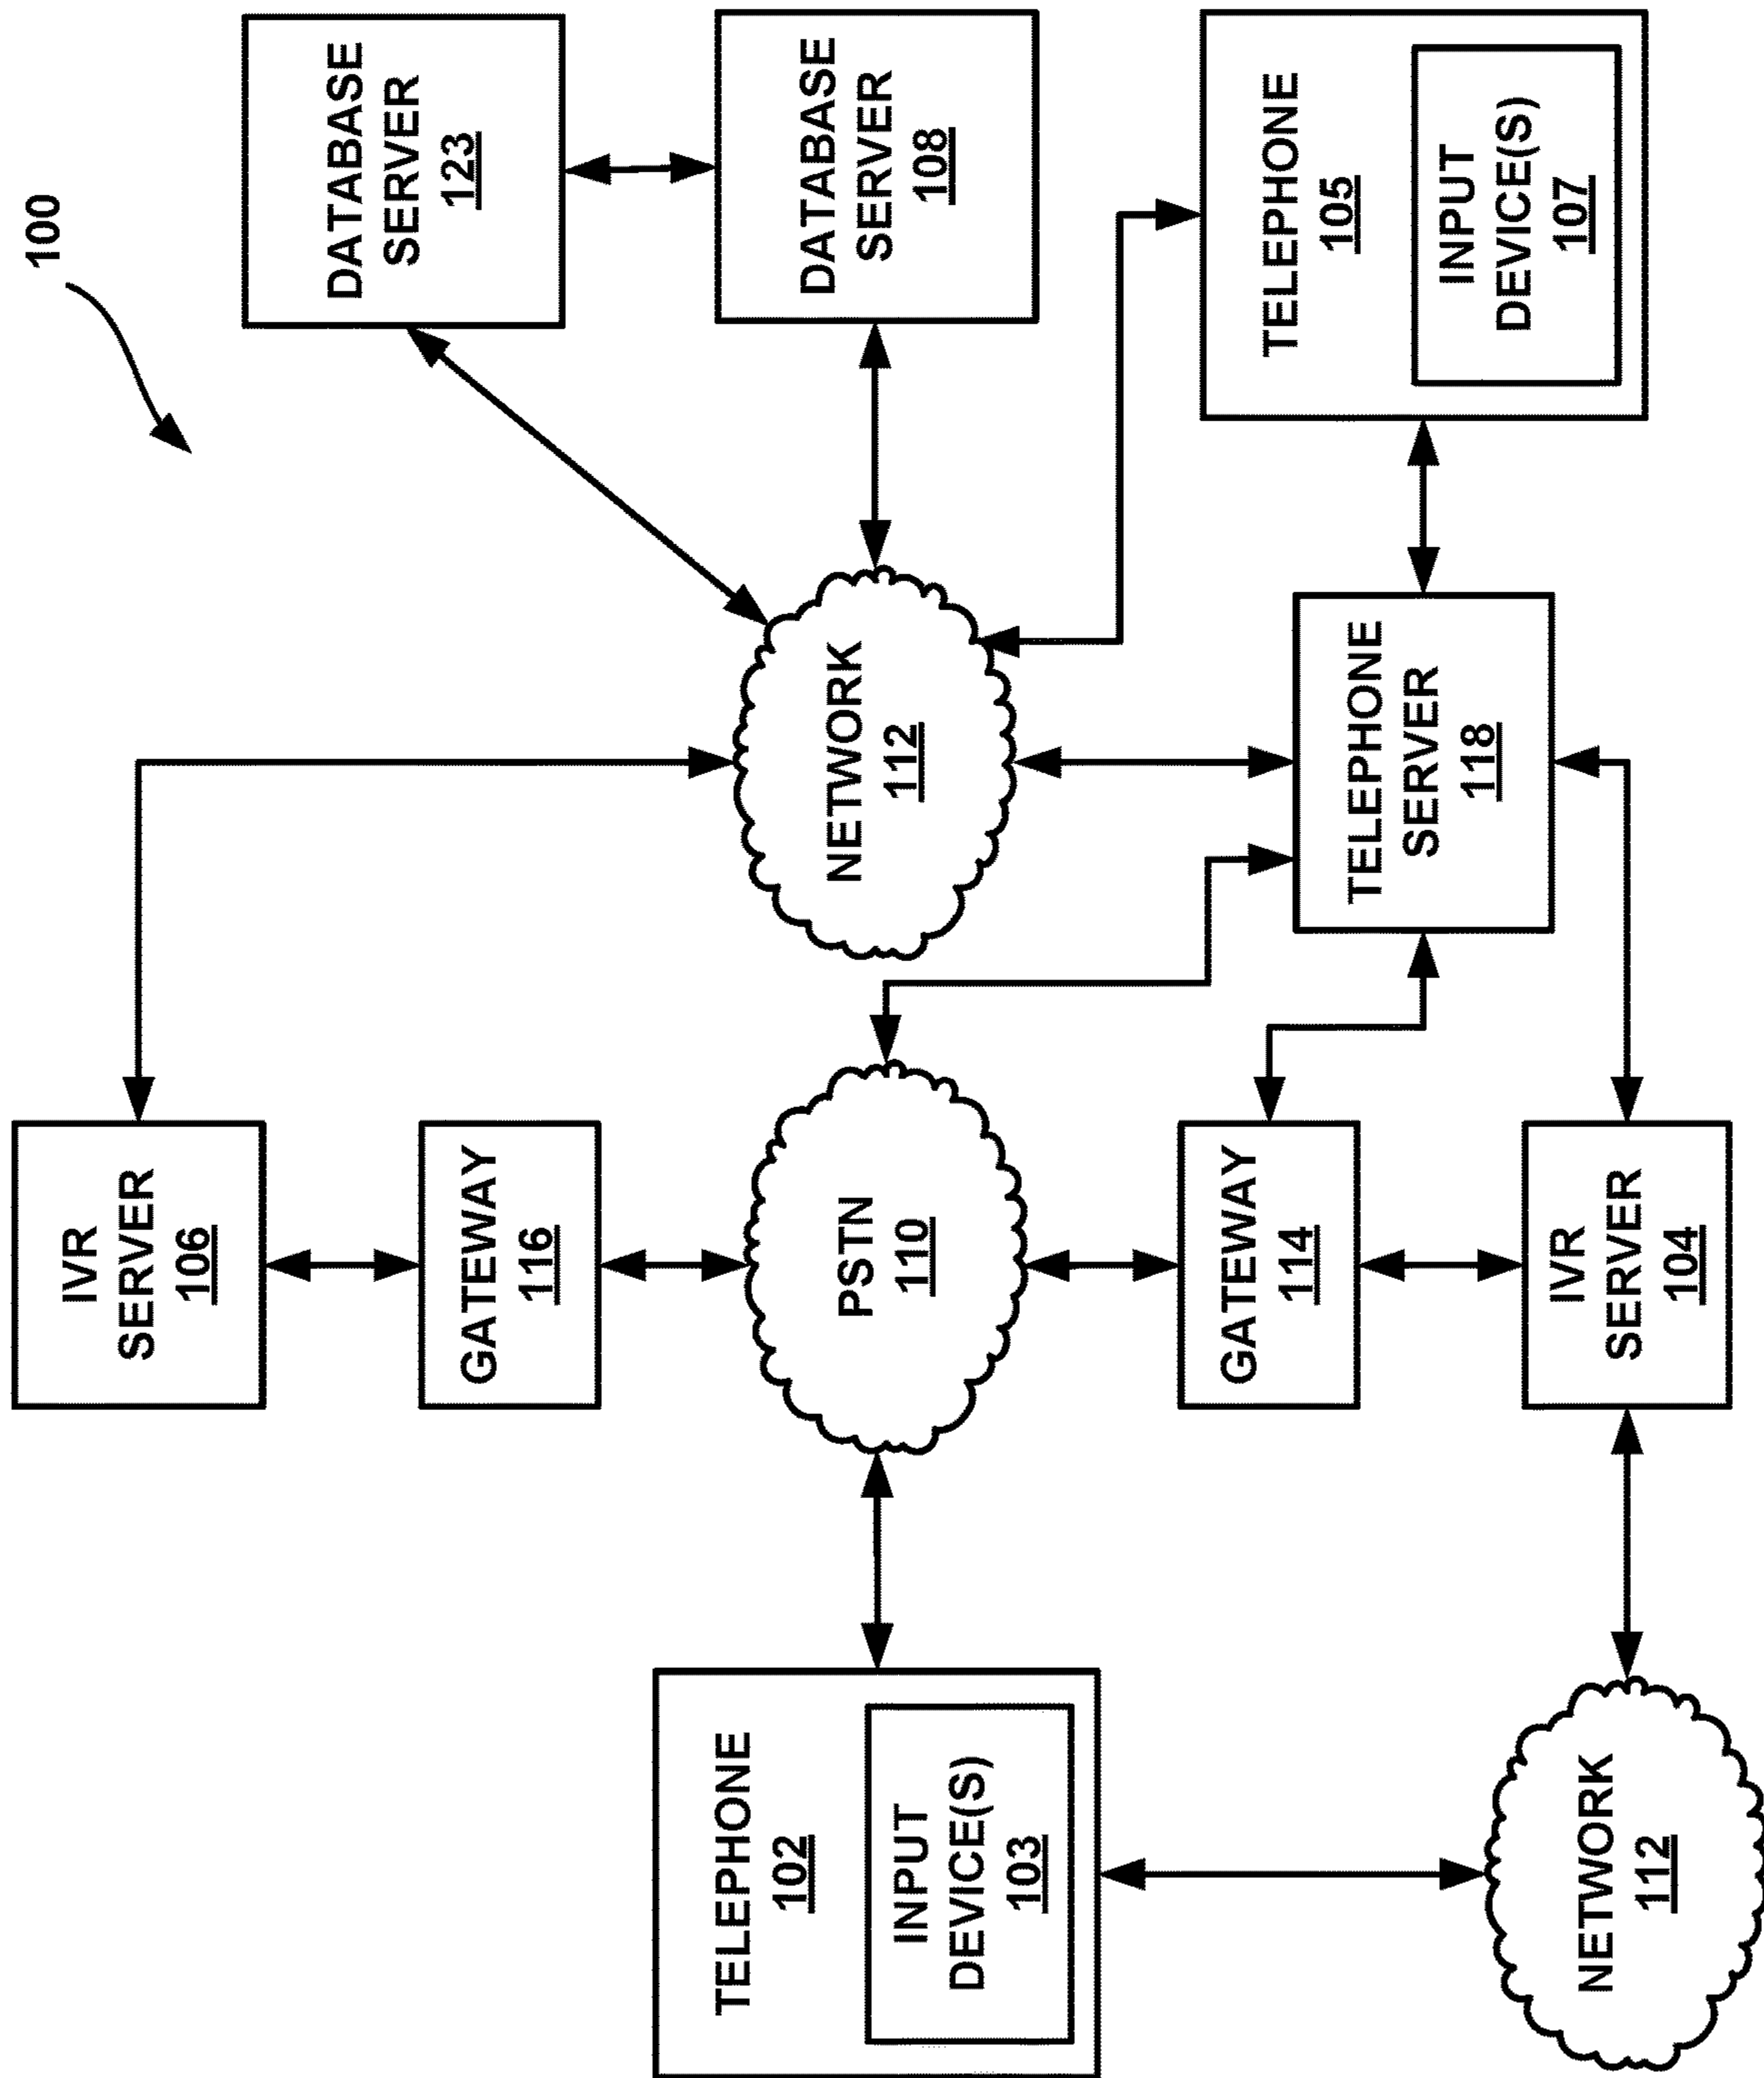 100
DATABASE
SERVER
123
DATABASE
SERVER
108
TELEPHONE
105
INPUT
DEVICE(S)
107
NETWORK
112
TELEPHONE
SERVER
118
IVR
SERVER
106
GATEWAY
116
PSTN
110
GATEWAY
114
IVR
SERVER
104
TELEPHONE
102
INPUT
DEVICE(S)
103
NETWORK
112